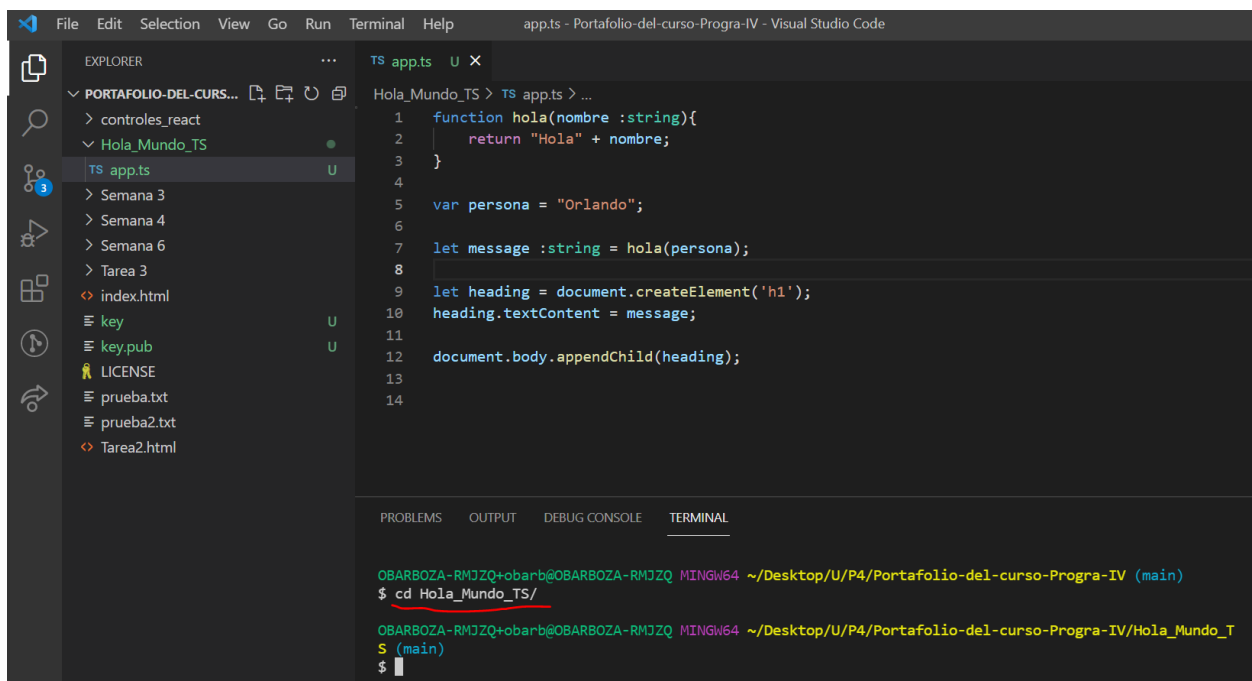 File Edit Selection View Go Run Terminal Help app.ts - Portafolio-del-curso-Progra-IV - Visual Studio Code
EXPLORER ...
PORTAFOLIO-DEL-CURS...
> controles_react
Hola_Mundo_TS
TS app.ts U
> Semana 3
> Semana 4
> Semana 6
> Tarea 3
<> index.html
key U
key.pub U
LICENSE
prueba.txt
prueba2.txt
<> Tarea2.html
3
TS app.ts U X
Hola_Mundo_TS > TS app.ts > ...
1 function hola(nombre :string){
2 return "Hola" + nombre;
3 }
4
5 var persona = "Orlando";
6
7 let message :string = hola(persona);
8
9 let heading = document.createElement('h1');
10 heading.textContent = message;
11
12 document.body.appendChild(heading);
13
14
PROBLEMS OUTPUT DEBUG CONSOLE TERMINAL
OBARBOZA-RMJZQ+obarb@OBARBOZA-RMJZQ MINGW64 ~/Desktop/U/P4/Portafolio-del-curso-Progra-IV (main)
$ cd Hola_Mundo_TS/
OBARBOZA-RMJZQ+obarb@OBARBOZA-RMJZQ MINGW64 ~/Desktop/U/P4/Portafolio-del-curso-Progra-IV/Hola_Mundo_T
S (main)
$